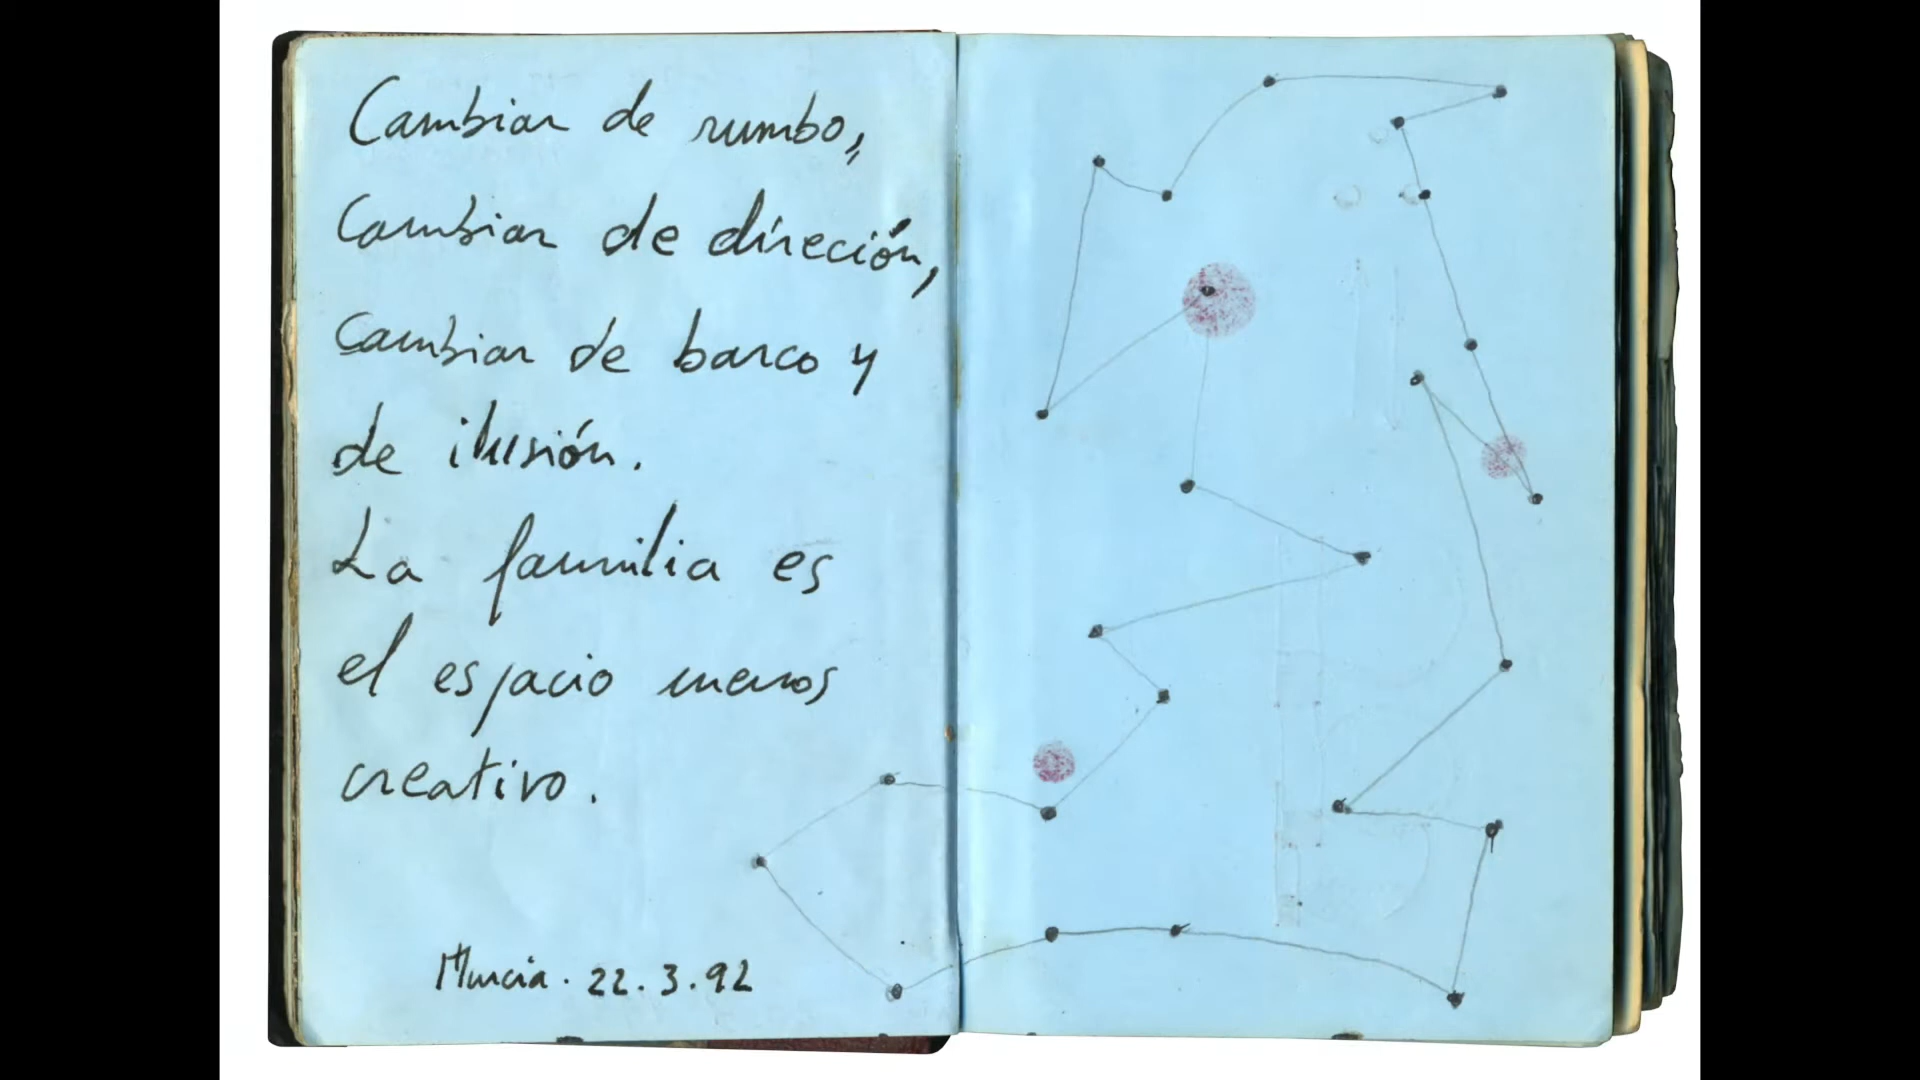 Cambiar de rumbo,
Cambiar de direción,
cambiar de barco y
de ilusión.
La familia es
el espacio menos
creativo.
Murcia. 22.3.92